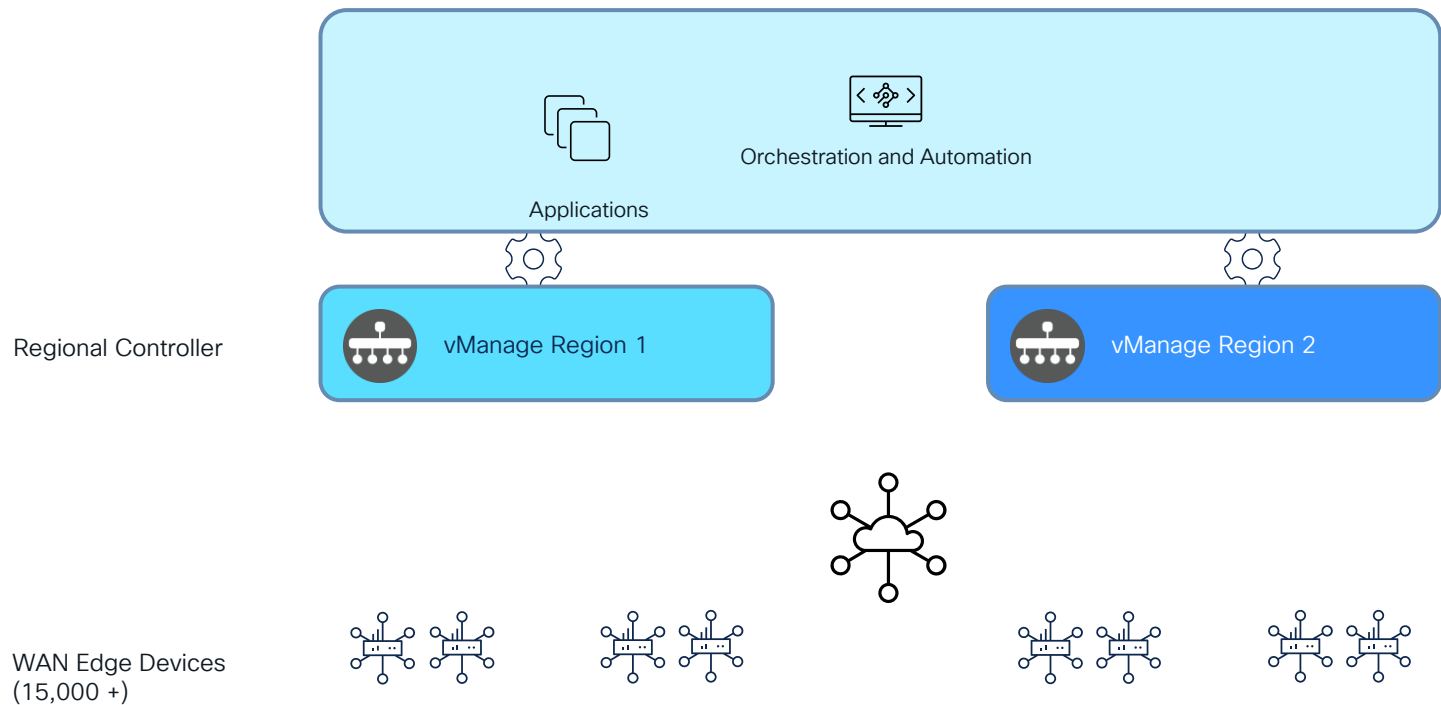 Orchestration and Automation
Applications
Regional Controller
vManage Region 1
vManage Region 2
WAN Edge Devices
(15,000 +)